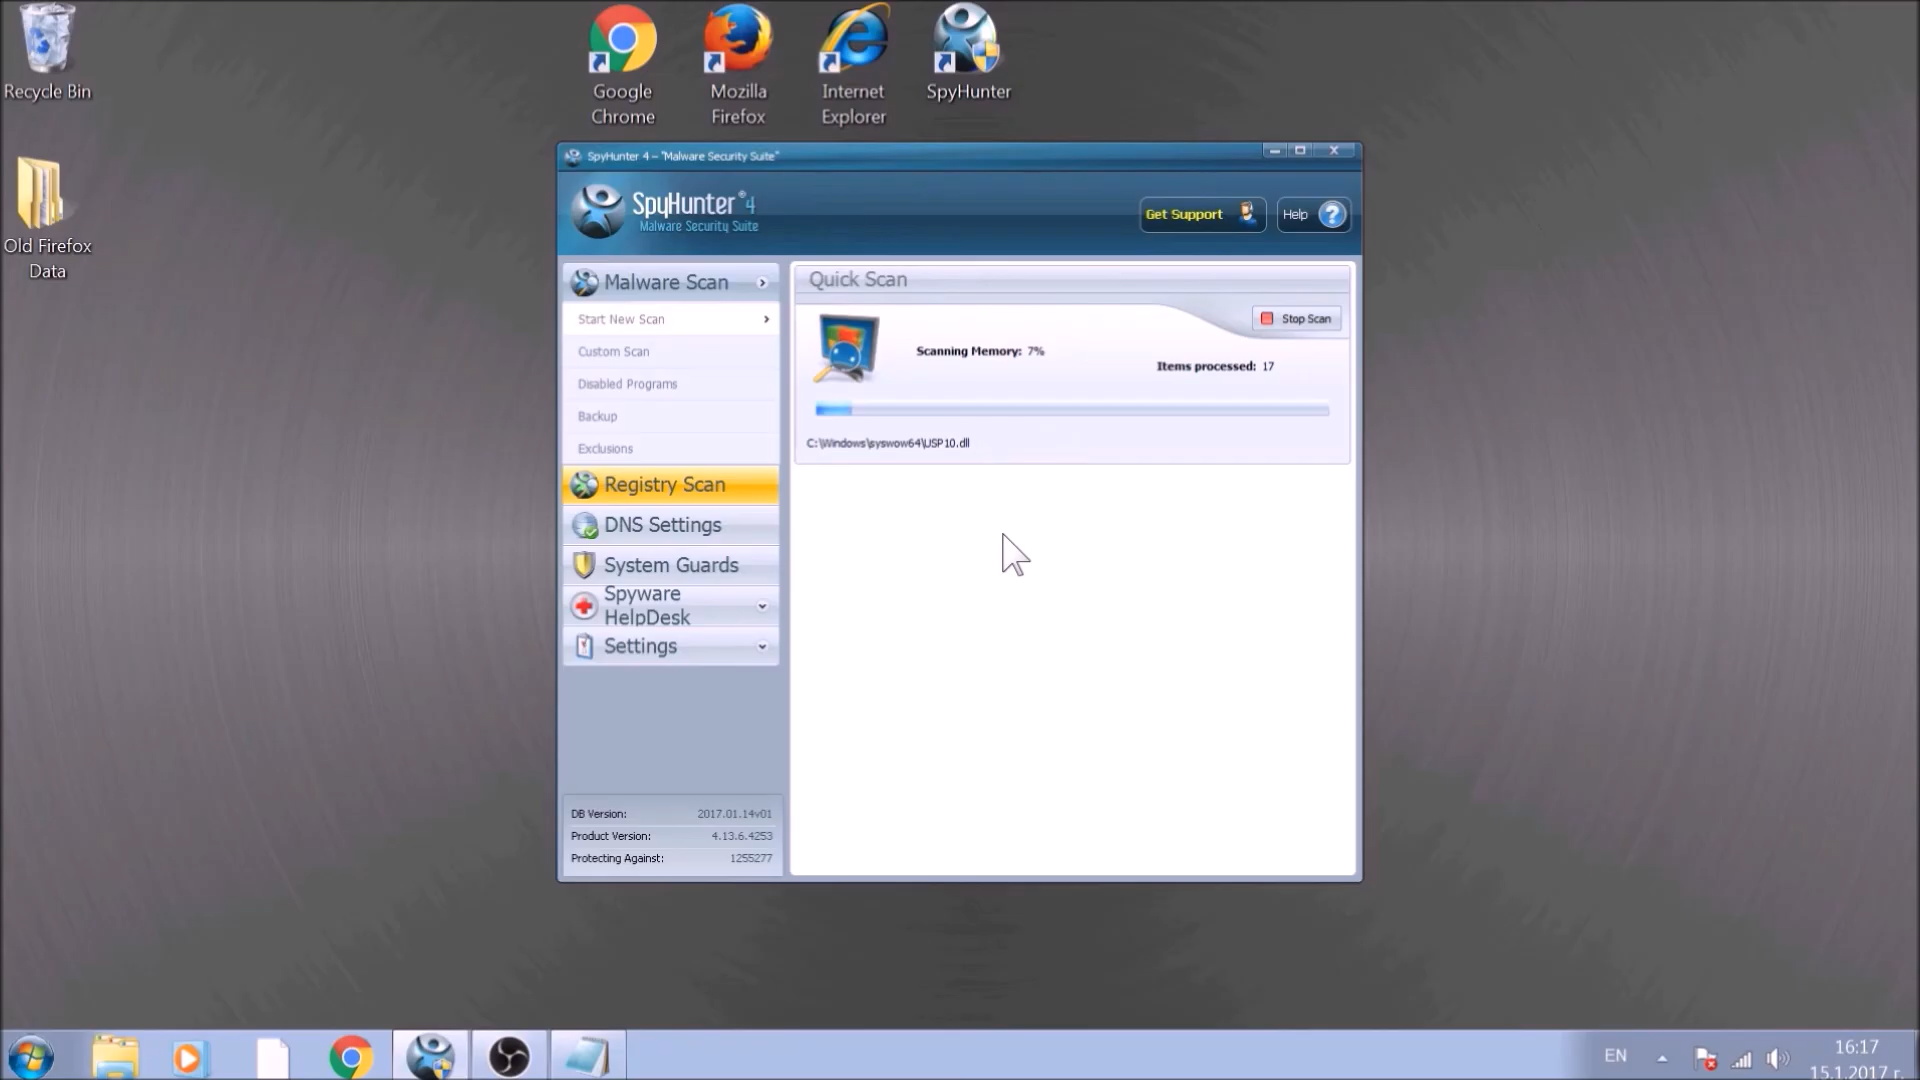 Recycle Bin
Old Firefox
Data
Google
Chrome
Mozilla
Firefox
Internet
Explorer
SpyHunter
SpyHunter 4 – "Malware Security Suite"
SpyHunter® 4
Malware Security Suite
Get Support
Help
Malware Scan
Start New Scan
Custom Scan
Disabled Programs
Backup
Exclusions
Registry Scan
DNS Settings
System Guards
Spyware
HelpDesk
Settings
DB Version: 2017.01.14v01
Product Version: 4.13.6.4253
Protecting Against: 1255277
Quick Scan
Stop Scan
Scanning Memory: 7%
Items processed: 17
C:\Windows\syswow64\USP10.dll
EN
16:17
15.1.2017 г.